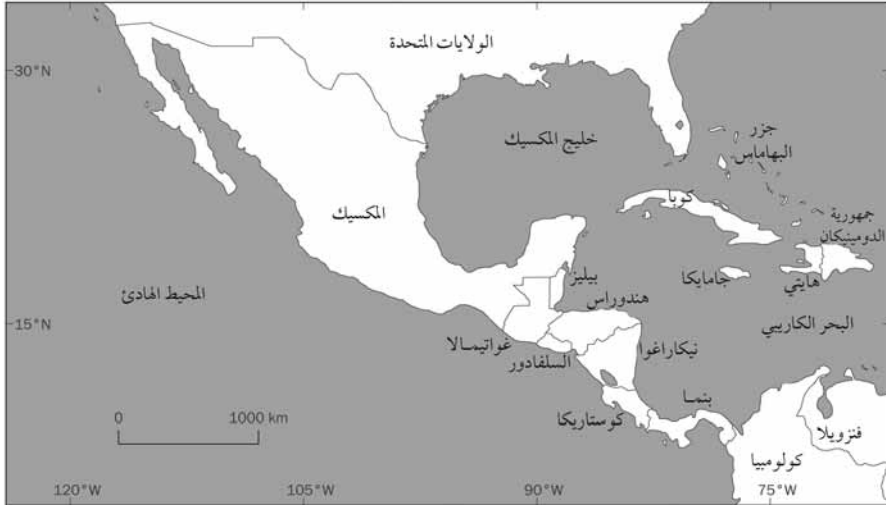 الولايات المتحدة
30°N
خليج المكسيك
جزر
البهاماس
كوبا
جمهورية
الدومينيكان
المكسيك
بيليز
جامايكا
هايتي
المحيط الهادئ
هندوراس
15°N
البحر الكاريبي
غواتيمالا
السلفادور
نيكاراغوا
بنما
0
1000 km
كوستاريكا
فنزويلا
كولومبيا
120°W
105°W
90°W
75°W